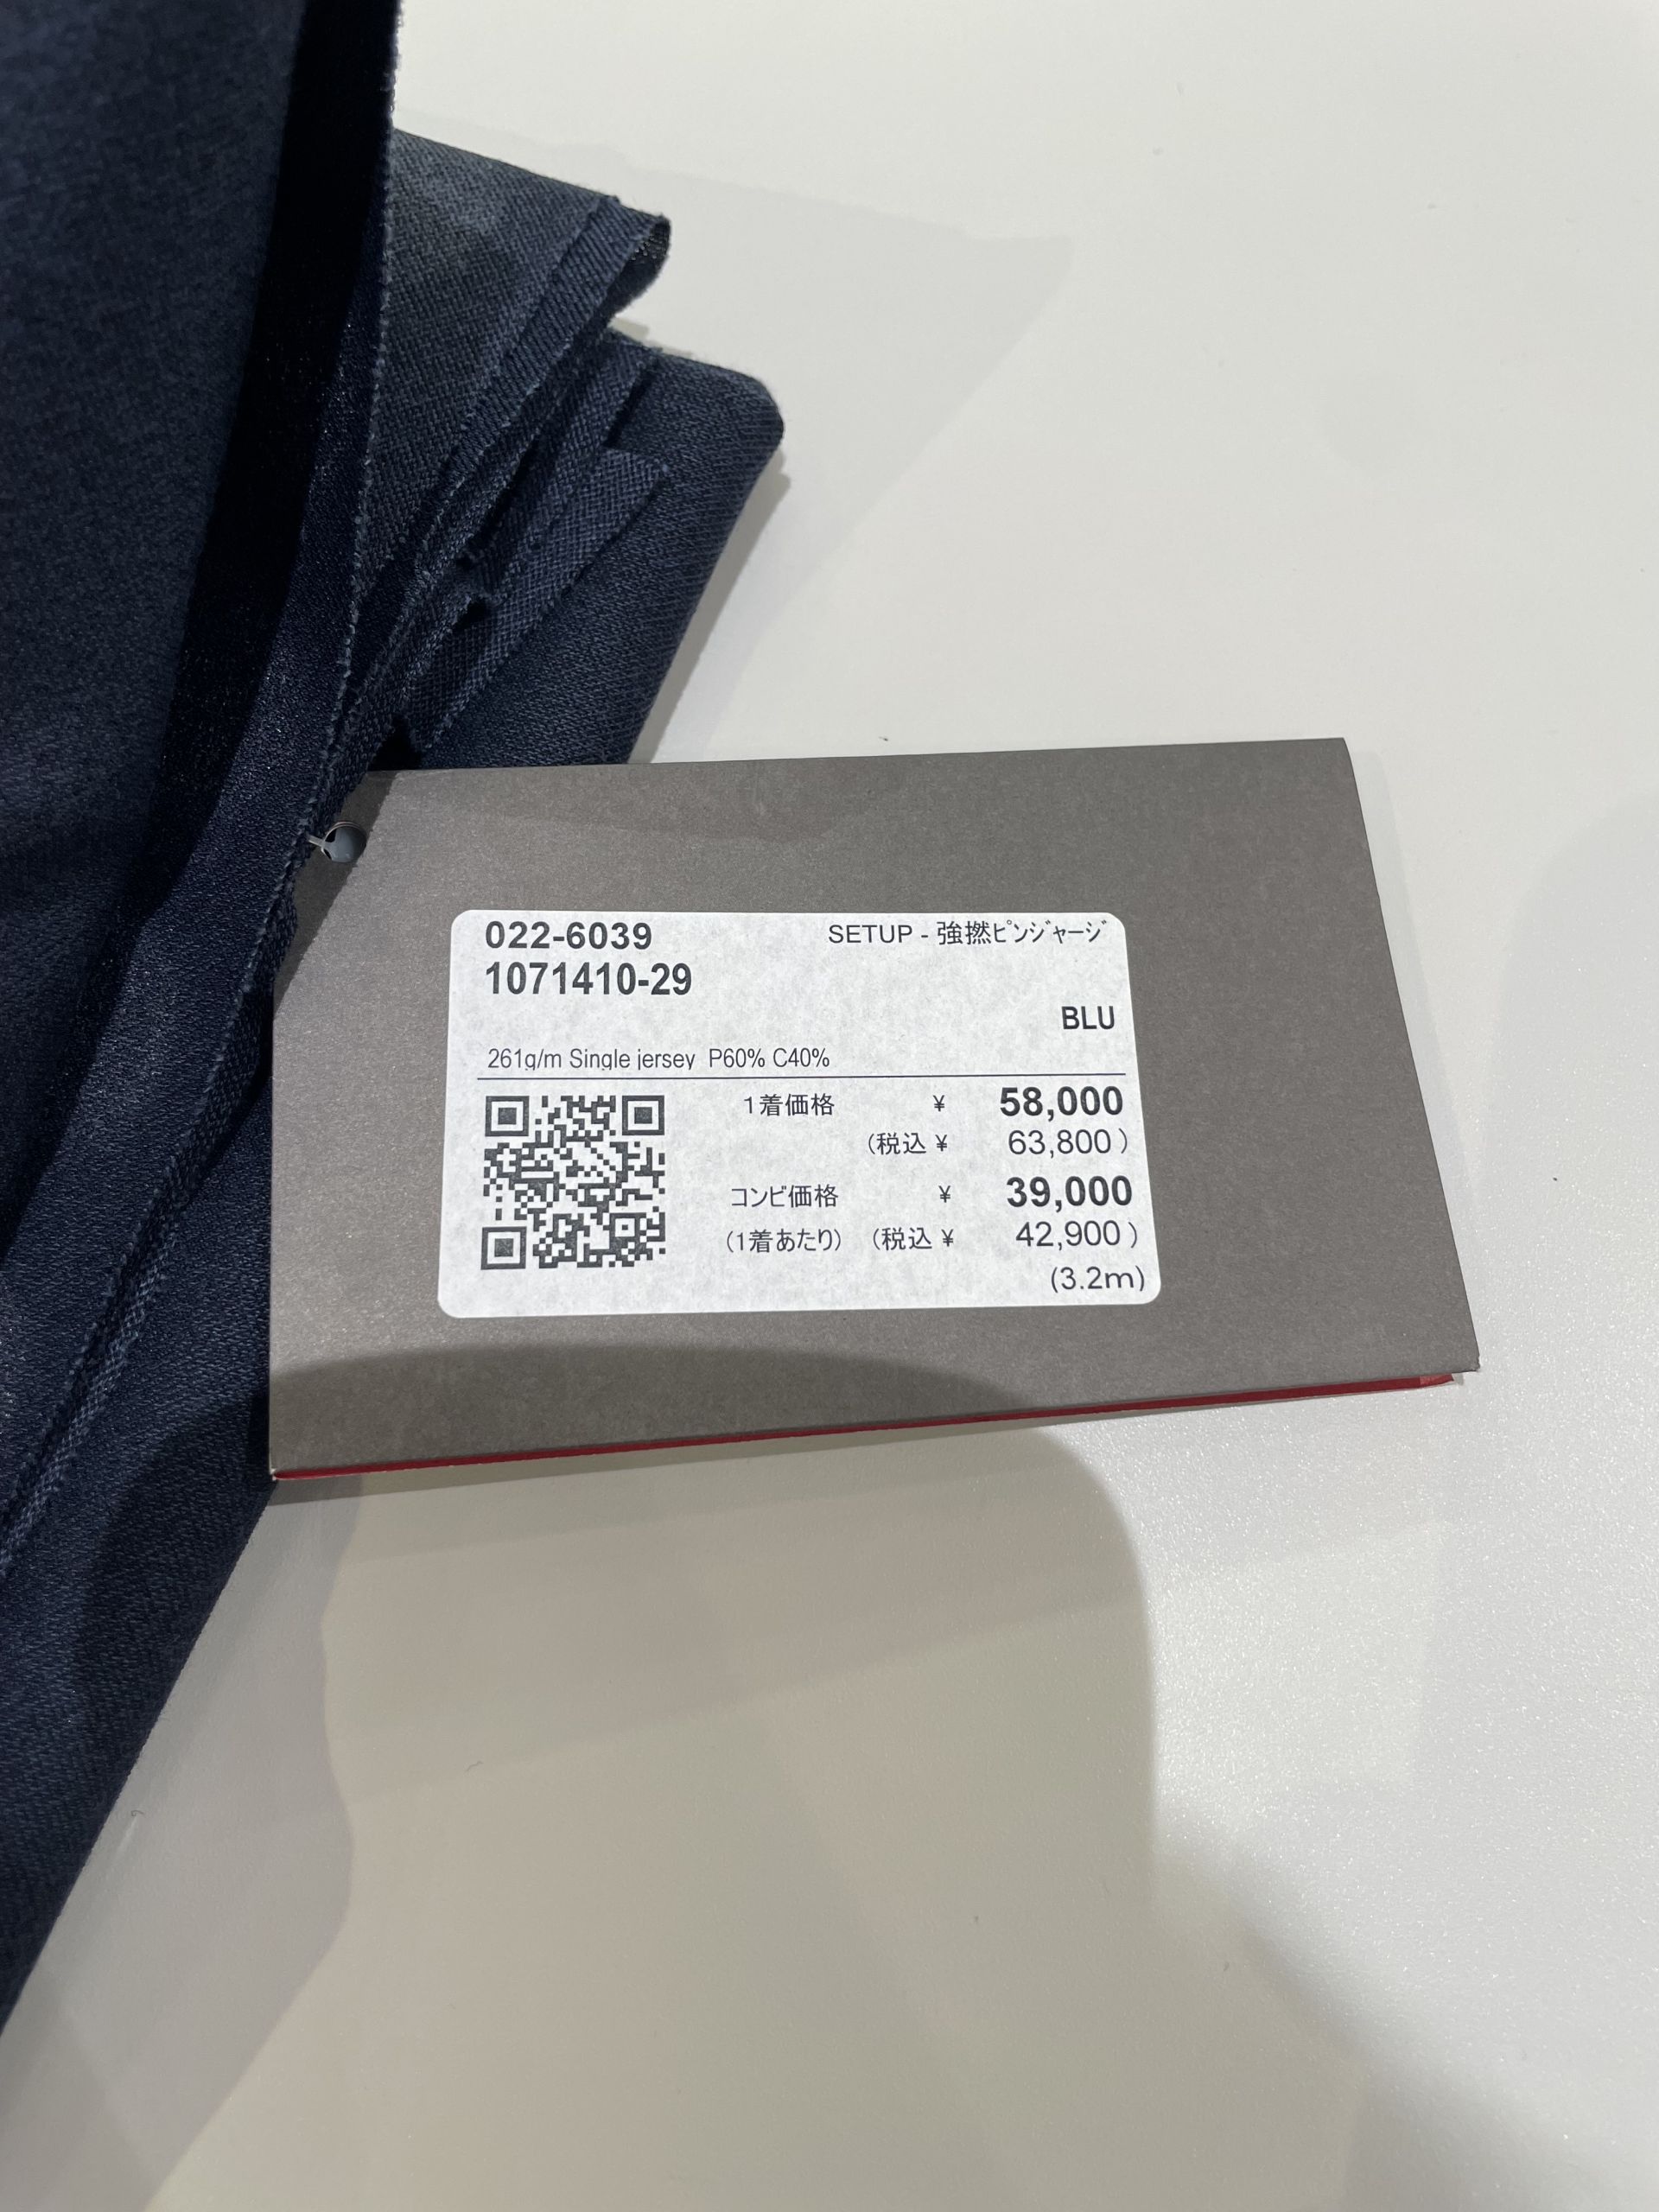 022-6039 SETUP - 強撚ﾋﾟﾝｼﾞｬｰｼﾞ
1071410-29
BLU
261g/m Single jersey P60% C40%
1着価格 ¥ 58,000
(税込 ¥ 63,800 )
コンビ価格 ¥ 39,000
(1着あたり) (税込 ¥ 42,900 )
(3.2m)